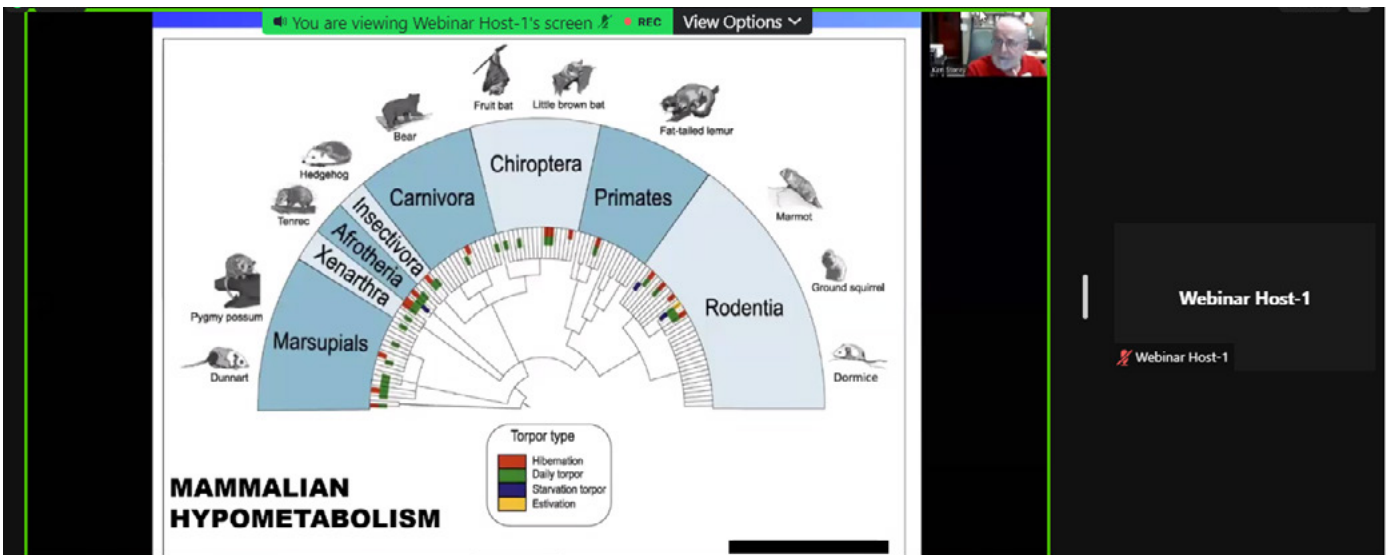 You are viewing Webinar Host-1's screen
REC
View Options
Fruit bat
Little brown bat
Bear
Fat-tailed lemur
Hedgehog
Tenrec
Marmot
Pygmy possum
Ground squirrel
Dunnart
Dormice
Marsupials
Xenarthra
Afrotheria
Insectivora
Carnivora
Chiroptera
Primates
Rodentia
Torpor type
Hibernation
Daily torpor
Starvation torpor
Estivation
MAMMALIAN
HYPOMETABOLISM
Webinar Host-1
Webinar Host-1